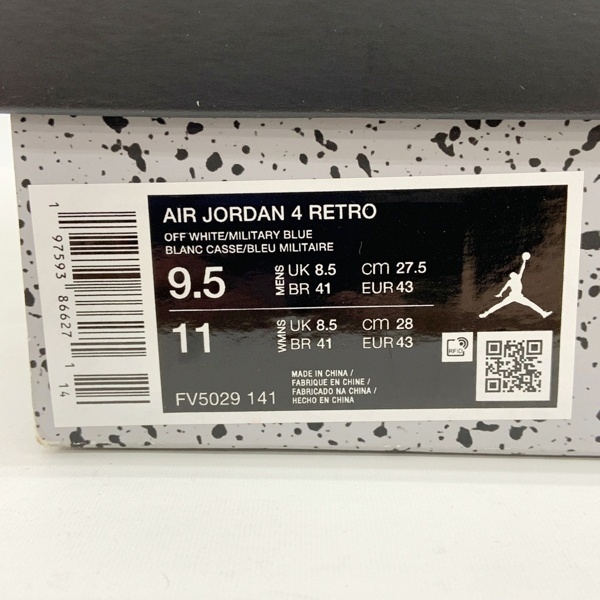 AIR JORDAN 4 RETRO
OFF WHITE/MILITARY BLUE
BLANC CASSE/BLEU MILITAIRE
9.5 MENS UK 8.5 cm 27.5
BR 41 EUR 43
11 WMNS UK 8.5 cm 28
BR 41 EUR 43
RFID
FV5029 141
MADE IN CHINA /
FABRIQUE EN CHINE /
FABRICADO NA CHINA /
HECHO EN CHINA
1 97593 86627 1 14